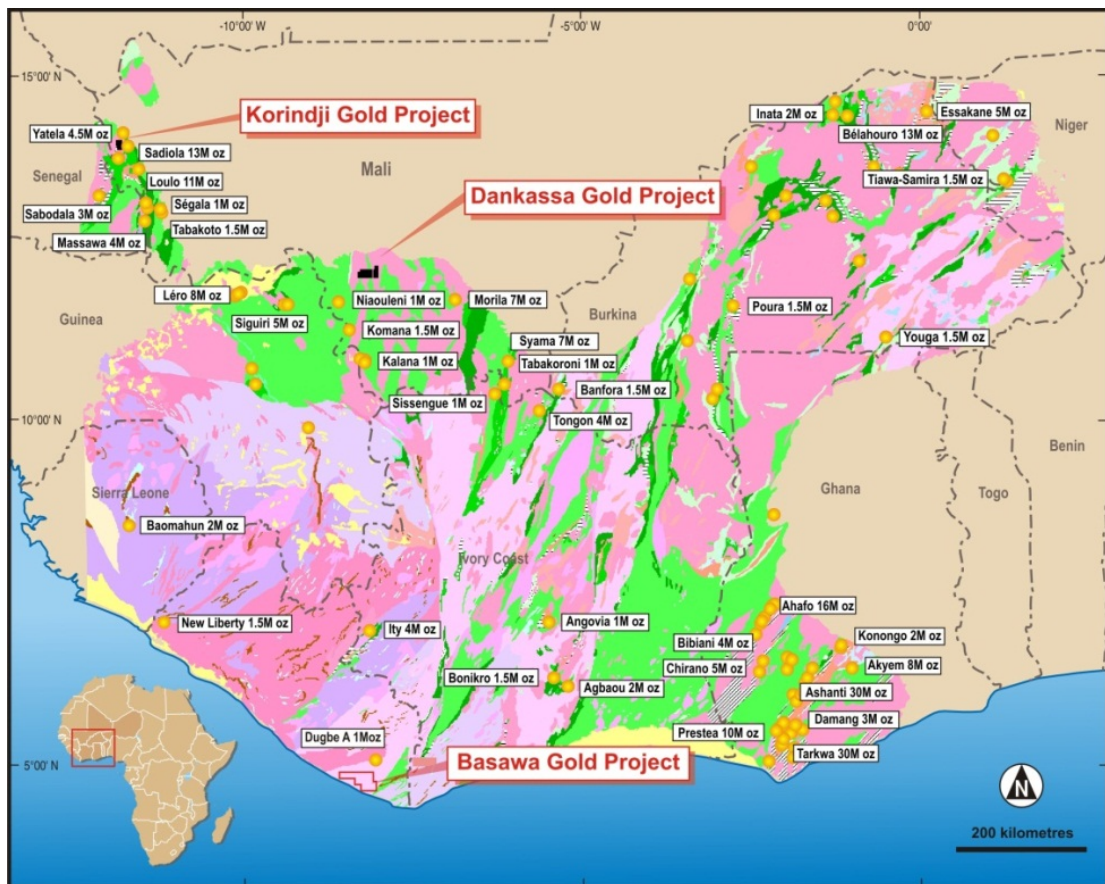 -10°00' W
-5°00' W
0°00'
15°00' N
Korindji Gold Project
Inata 2M oz
Essakane 5M oz
Niger
Yatela 4.5M oz
Bélahouro 13M oz
Sadiola 13M oz
Mali
Senegal
Loulo 11M oz
Tiawa-Samira 1.5M oz
Dankassa Gold Project
Ségala 1M oz
Sabodala 3M oz
Tabakoto 1.5M oz
Massawa 4M oz
Léro 8M oz
Niaouleni 1M oz
Morila 7M oz
Poura 1.5M oz
Siguiri 5M oz
Burkina
Guinea
Komana 1.5M oz
Syama 7M oz
Youga 1.5M oz
Kalana 1M oz
Tabakoroni 1M oz
Banfora 1.5M oz
Sissengue 1M oz
Tongon 4M oz
10°00' N
Benin
Sierra Leone
Ghana
Togo
Baomahun 2M oz
Ivory Coast
Ahafo 16M oz
New Liberty 1.5M oz
Ity 4M oz
Angovia 1M oz
Bibiani 4M oz
Konongo 2M oz
Chirano 5M oz
Akyem 8M oz
Bonikro 1.5M oz
Agbaou 2M oz
Ashanti 30M oz
Damang 3M oz
Prestea 10M oz
Dugbe A 1Moz
Tarkwa 30M oz
5°00' N
Basawa Gold Project
N
200 kilometres